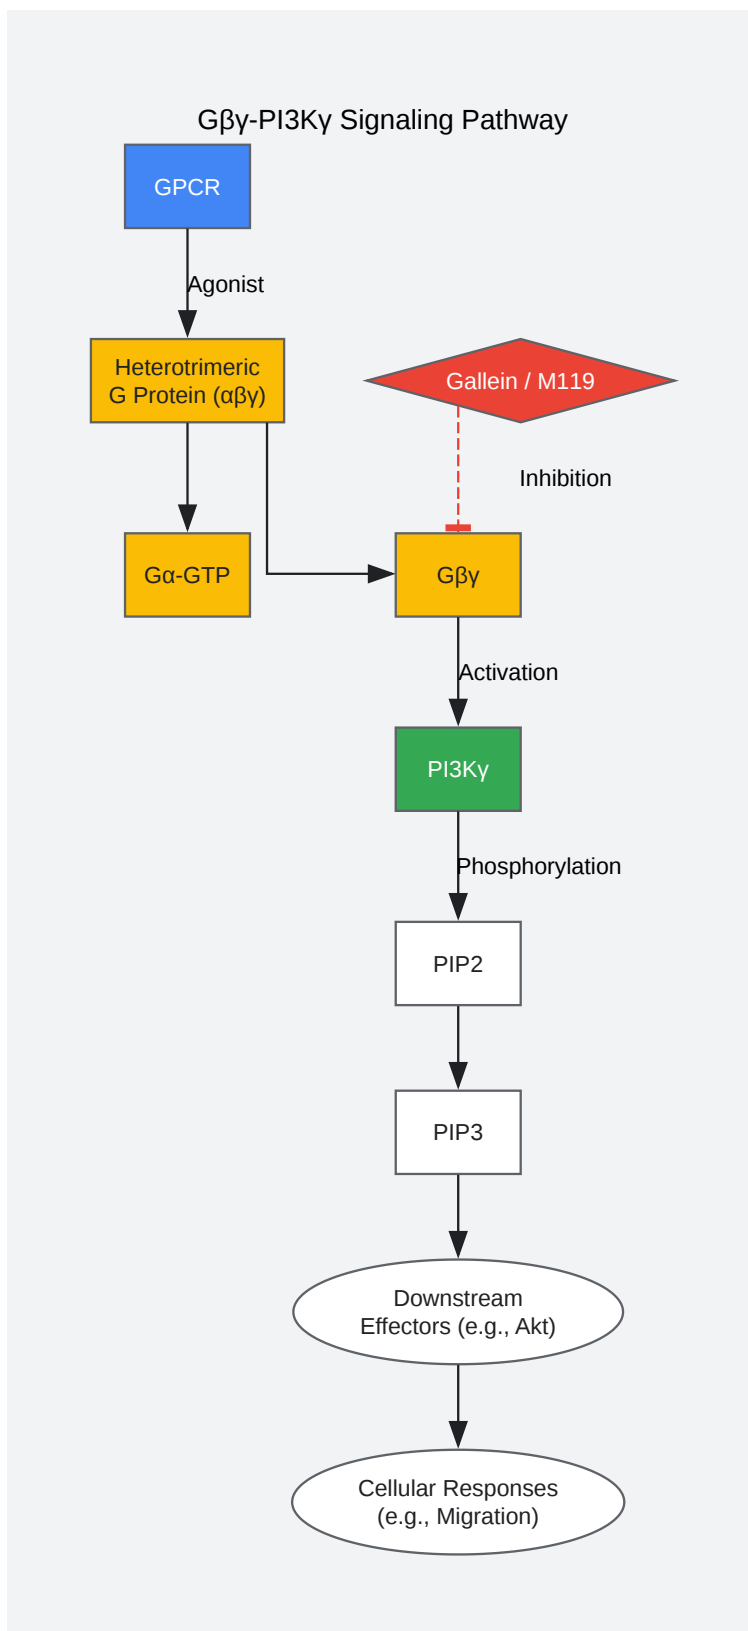 Gβγ-PI3Kγ Signaling Pathway
GPCR
Agonist
Heterotrimeric
G Protein (αβγ)
Gallein / M119
Inhibition
Gα-GTP
Gβγ
Activation
PI3Kγ
Phosphorylation
PIP2
PIP3
Downstream
Effectors (e.g., Akt)
Cellular Responses
(e.g., Migration)